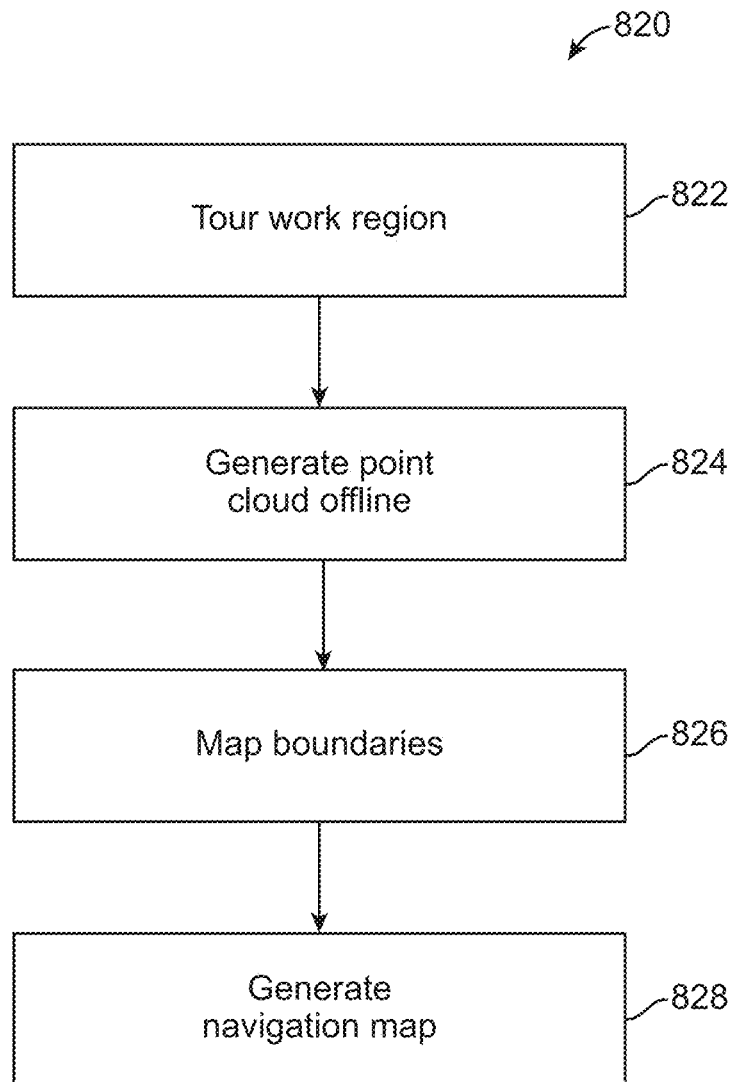 820
Tour work region
822
Generate point
cloud offline
824
Map boundaries
826
Generate
navigation map
828